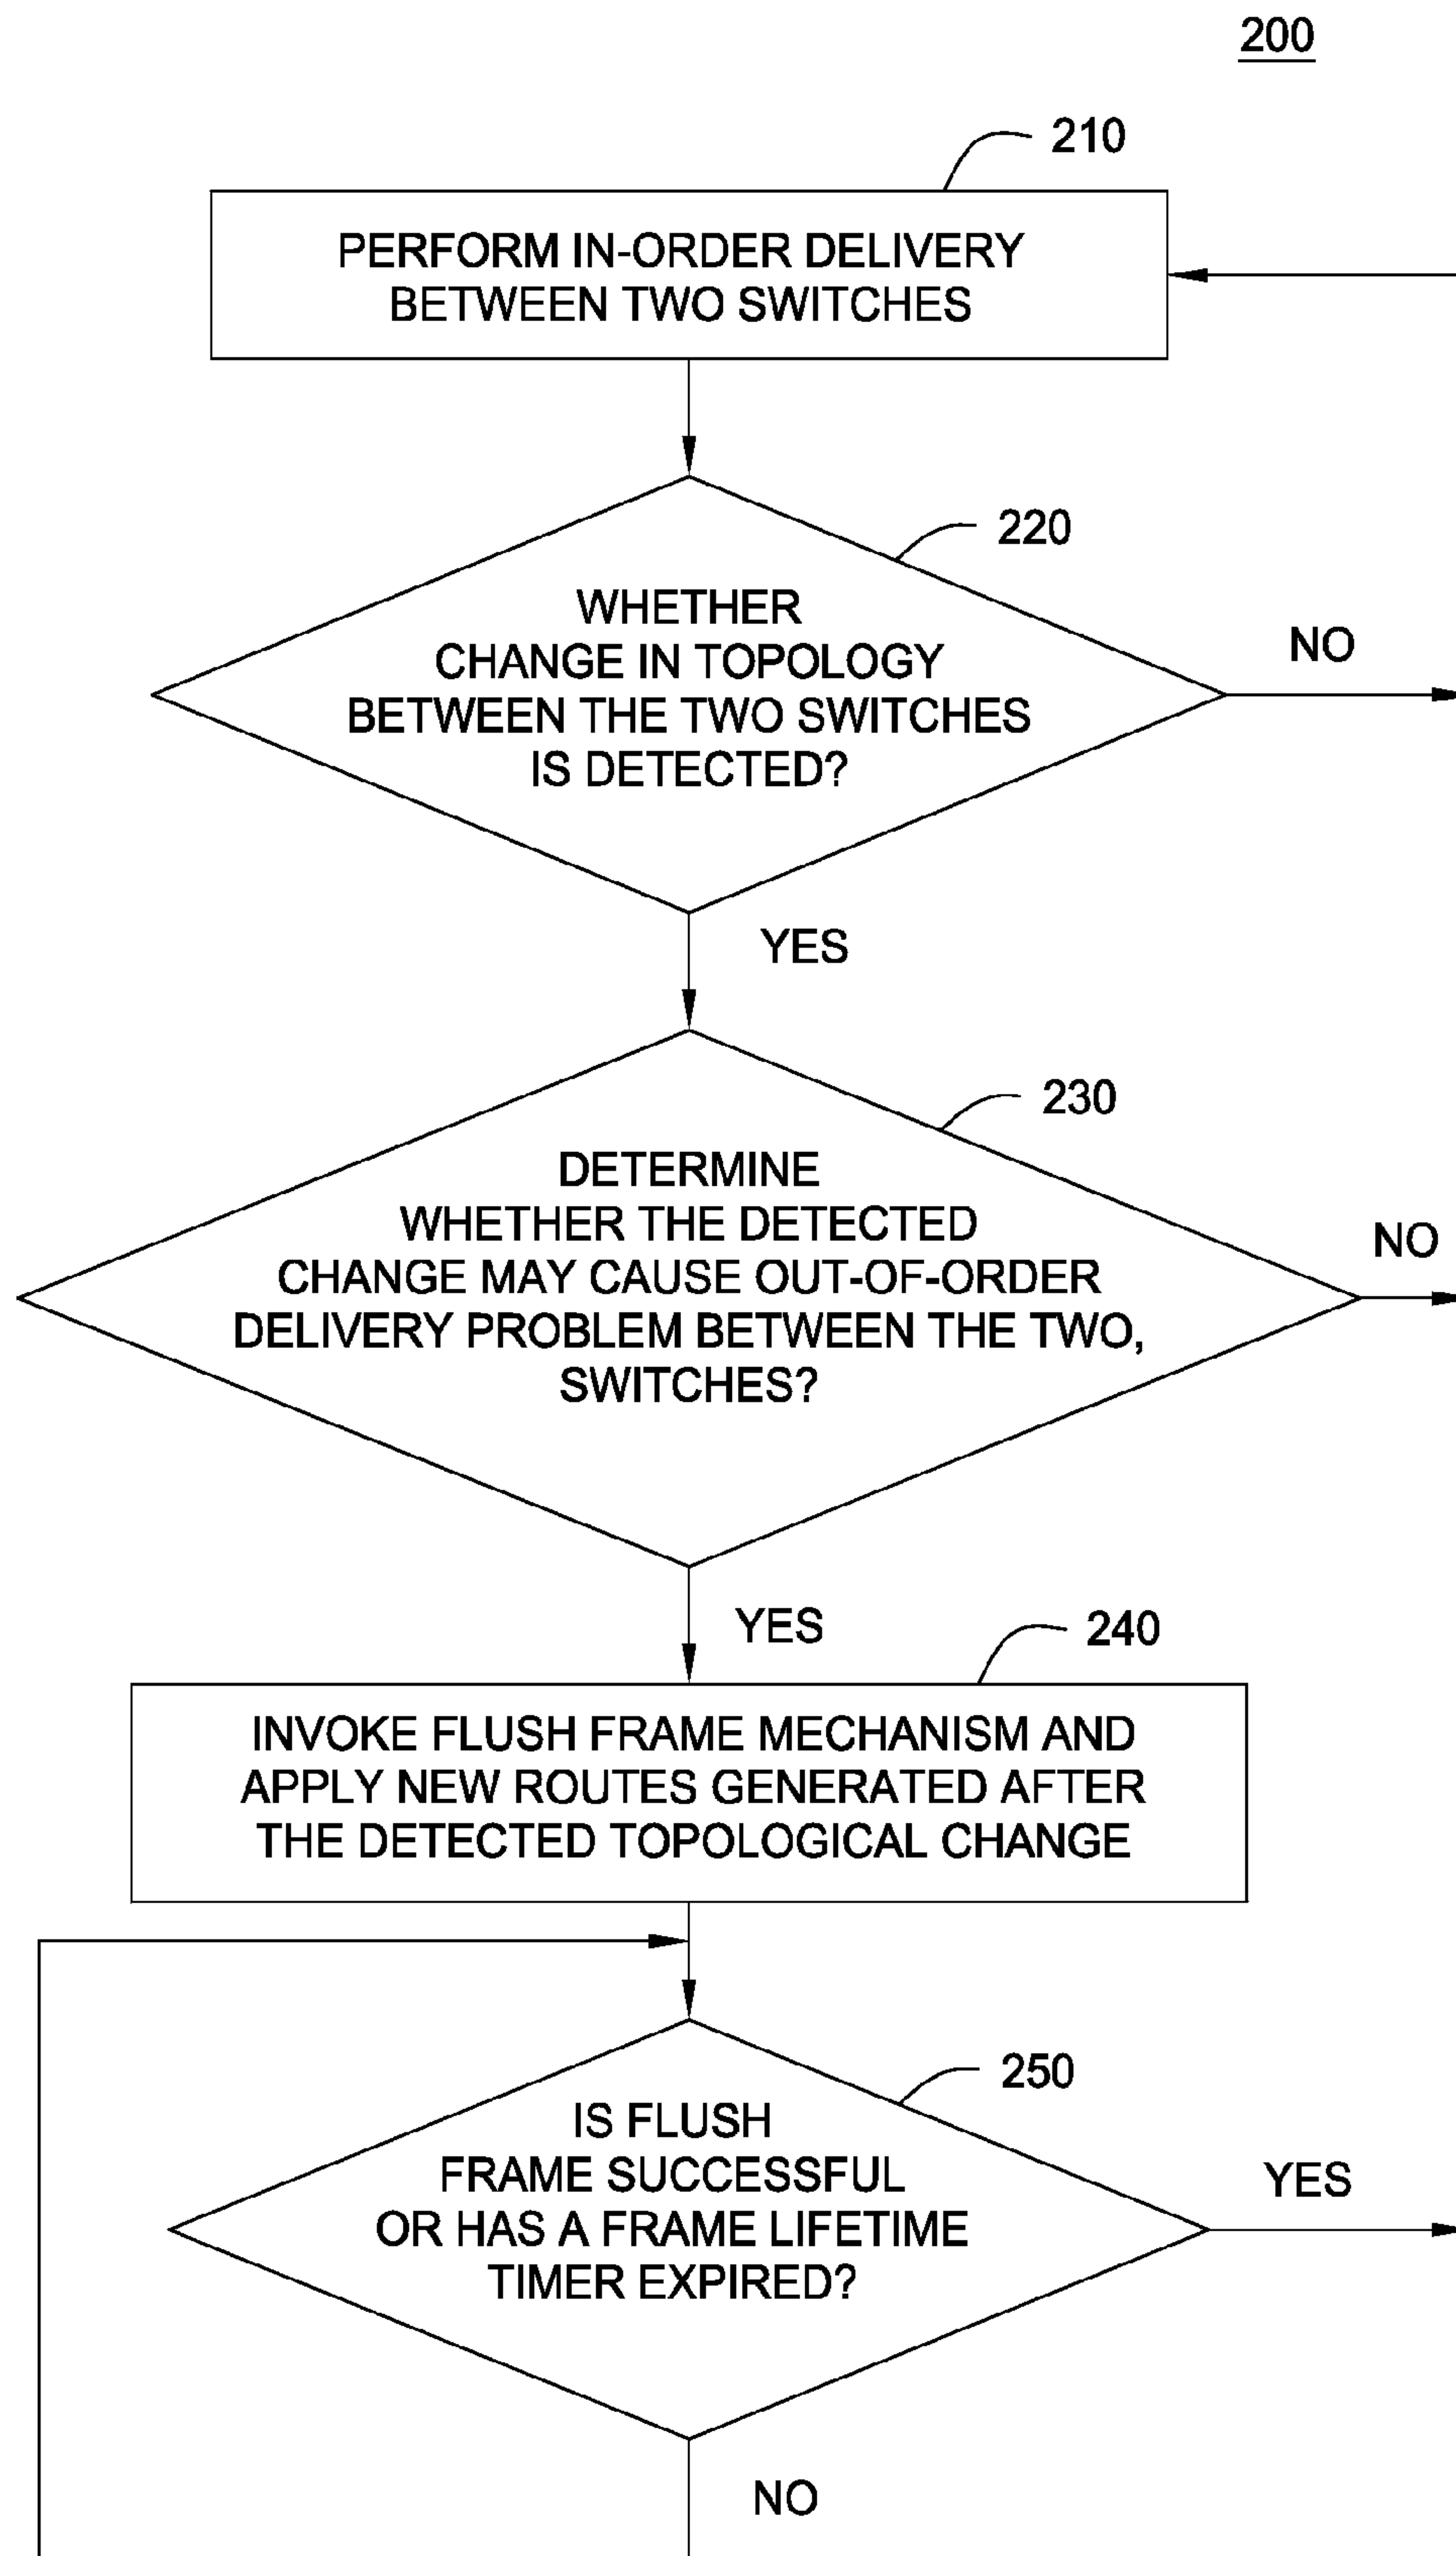 200
210
PERFORM IN-ORDER DELIVERY
BETWEEN TWO SWITCHES
220
WHETHER
CHANGE IN TOPOLOGY
BETWEEN THE TWO SWITCHES
IS DETECTED?
NO
YES
230
DETERMINE
WHETHER THE DETECTED
CHANGE MAY CAUSE OUT-OF-ORDER
DELIVERY PROBLEM BETWEEN THE TWO,
SWITCHES?
NO
YES
240
INVOKE FLUSH FRAME MECHANISM AND
APPLY NEW ROUTES GENERATED AFTER
THE DETECTED TOPOLOGICAL CHANGE
250
IS FLUSH
FRAME SUCCESSFUL
OR HAS A FRAME LIFETIME
TIMER EXPIRED?
YES
NO